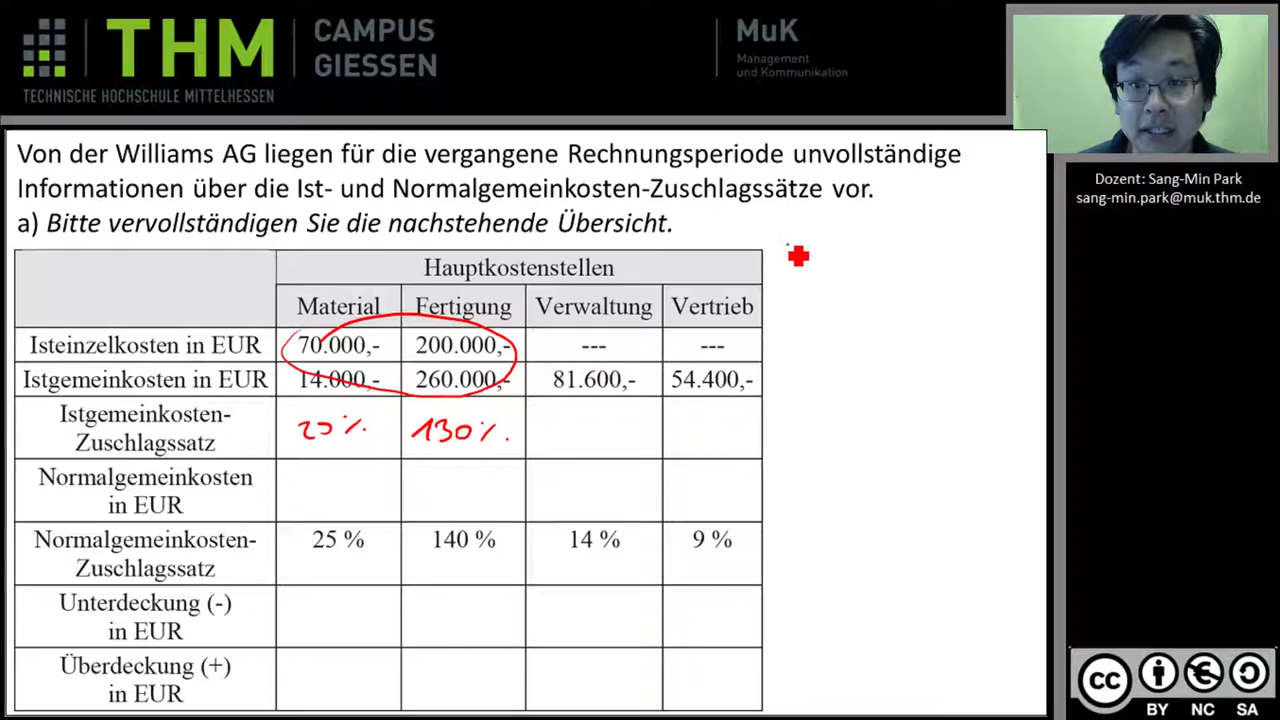 THM
TECHNISCHE HOCHSCHULE MITTELHESSEN
CAMPUS
GIESSEN
MuK
Management
und Kommunikation
Von der Williams AG liegen für die vergangene Rechnungsperiode unvollständige
Informationen über die Ist- und Normalgemeinkosten-Zuschlagssätze vor.
a) Bitte vervollständigen Sie die nachstehende Übersicht.
Hauptkostenstellen
Material Fertigung Verwaltung Vertrieb
Isteinzelkosten in EUR 70.000,- 200.000,- --- ---
Istgemeinkosten in EUR 14.000,- 260.000,- 81.600,- 54.400,-
Istgemeinkosten-
Zuschlagssatz 20% 130%
Normalgemeinkosten
in EUR
Normalgemeinkosten- 25 % 140 % 14 % 9 %
Zuschlagssatz
Unterdeckung (-)
in EUR
Überdeckung (+)
in EUR
Dozent: Sang-Min Park
sang-min.park@muk.thm.de
cc
BY NC SA